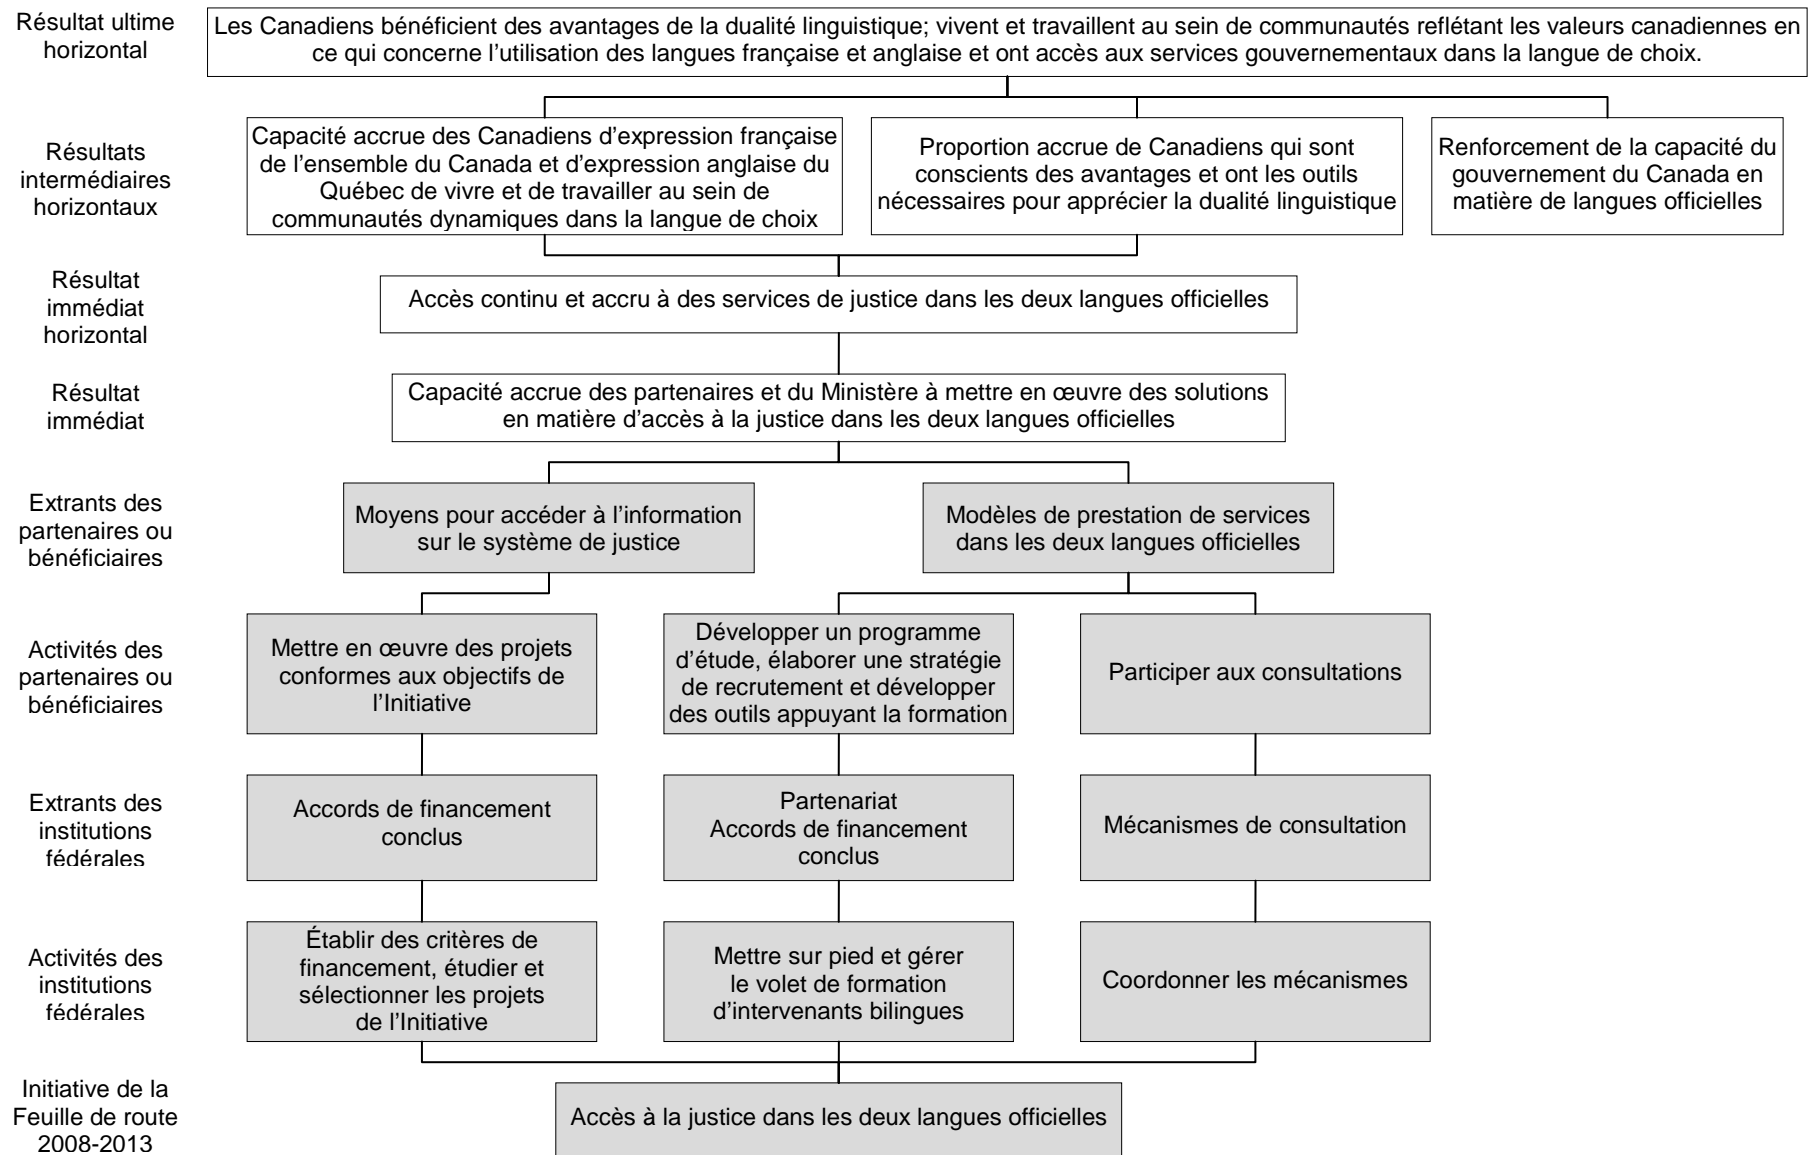 Résultat ultime
horizontal
Les Canadiens bénéficient des avantages de la dualité linguistique; vivent et travaillent au sein de communautés reflétant les valeurs canadiennes en
ce qui concerne l’utilisation des langues française et anglaise et ont accès aux services gouvernementaux dans la langue de choix.
Résultats
intermédiaires
horizontaux
Capacité accrue des Canadiens d'expression française
de l'ensemble du Canada et d'expression anglaise du
Québec de vivre et de travailler au sein de
communautés dynamiques dans la langue de choix
Proportion accrue de Canadiens qui sont
conscients des avantages et ont les outils
nécessaires pour apprécier la dualité linguistique
Renforcement de la capacité du
gouvernement du Canada en
matière de langues officielles
Résultat
immédiat
horizontal
Accès continu et accru à des services de justice dans les deux langues officielles
Résultat
immédiat
Capacité accrue des partenaires et du Ministère à mettre en œuvre des solutions
en matière d’accès à la justice dans les deux langues officielles
Extrants des
partenaires ou
bénéficiaires
Moyens pour accéder à l’information
sur le système de justice
Modèles de prestation de services
dans les deux langues officielles
Activités des
partenaires ou
bénéficiaires
Mettre en œuvre des projets
conformes aux objectifs de
l’Initiative
Développer un programme
d’étude, élaborer une stratégie
de recrutement et développer
des outils appuyant la formation
Participer aux consultations
Extrants des
institutions
fédérales
Accords de financement
conclus
Partenariat
Accords de financement
conclus
Mécanismes de consultation
Activités des
institutions
fédérales
Établir des critères de
financement, étudier et
sélectionner les projets
de l’Initiative
Mettre sur pied et gérer
le volet de formation
d’intervenants bilingues
Coordonner les mécanismes
Initiative de la
Feuille de route
2008-2013
Accès à la justice dans les deux langues officielles